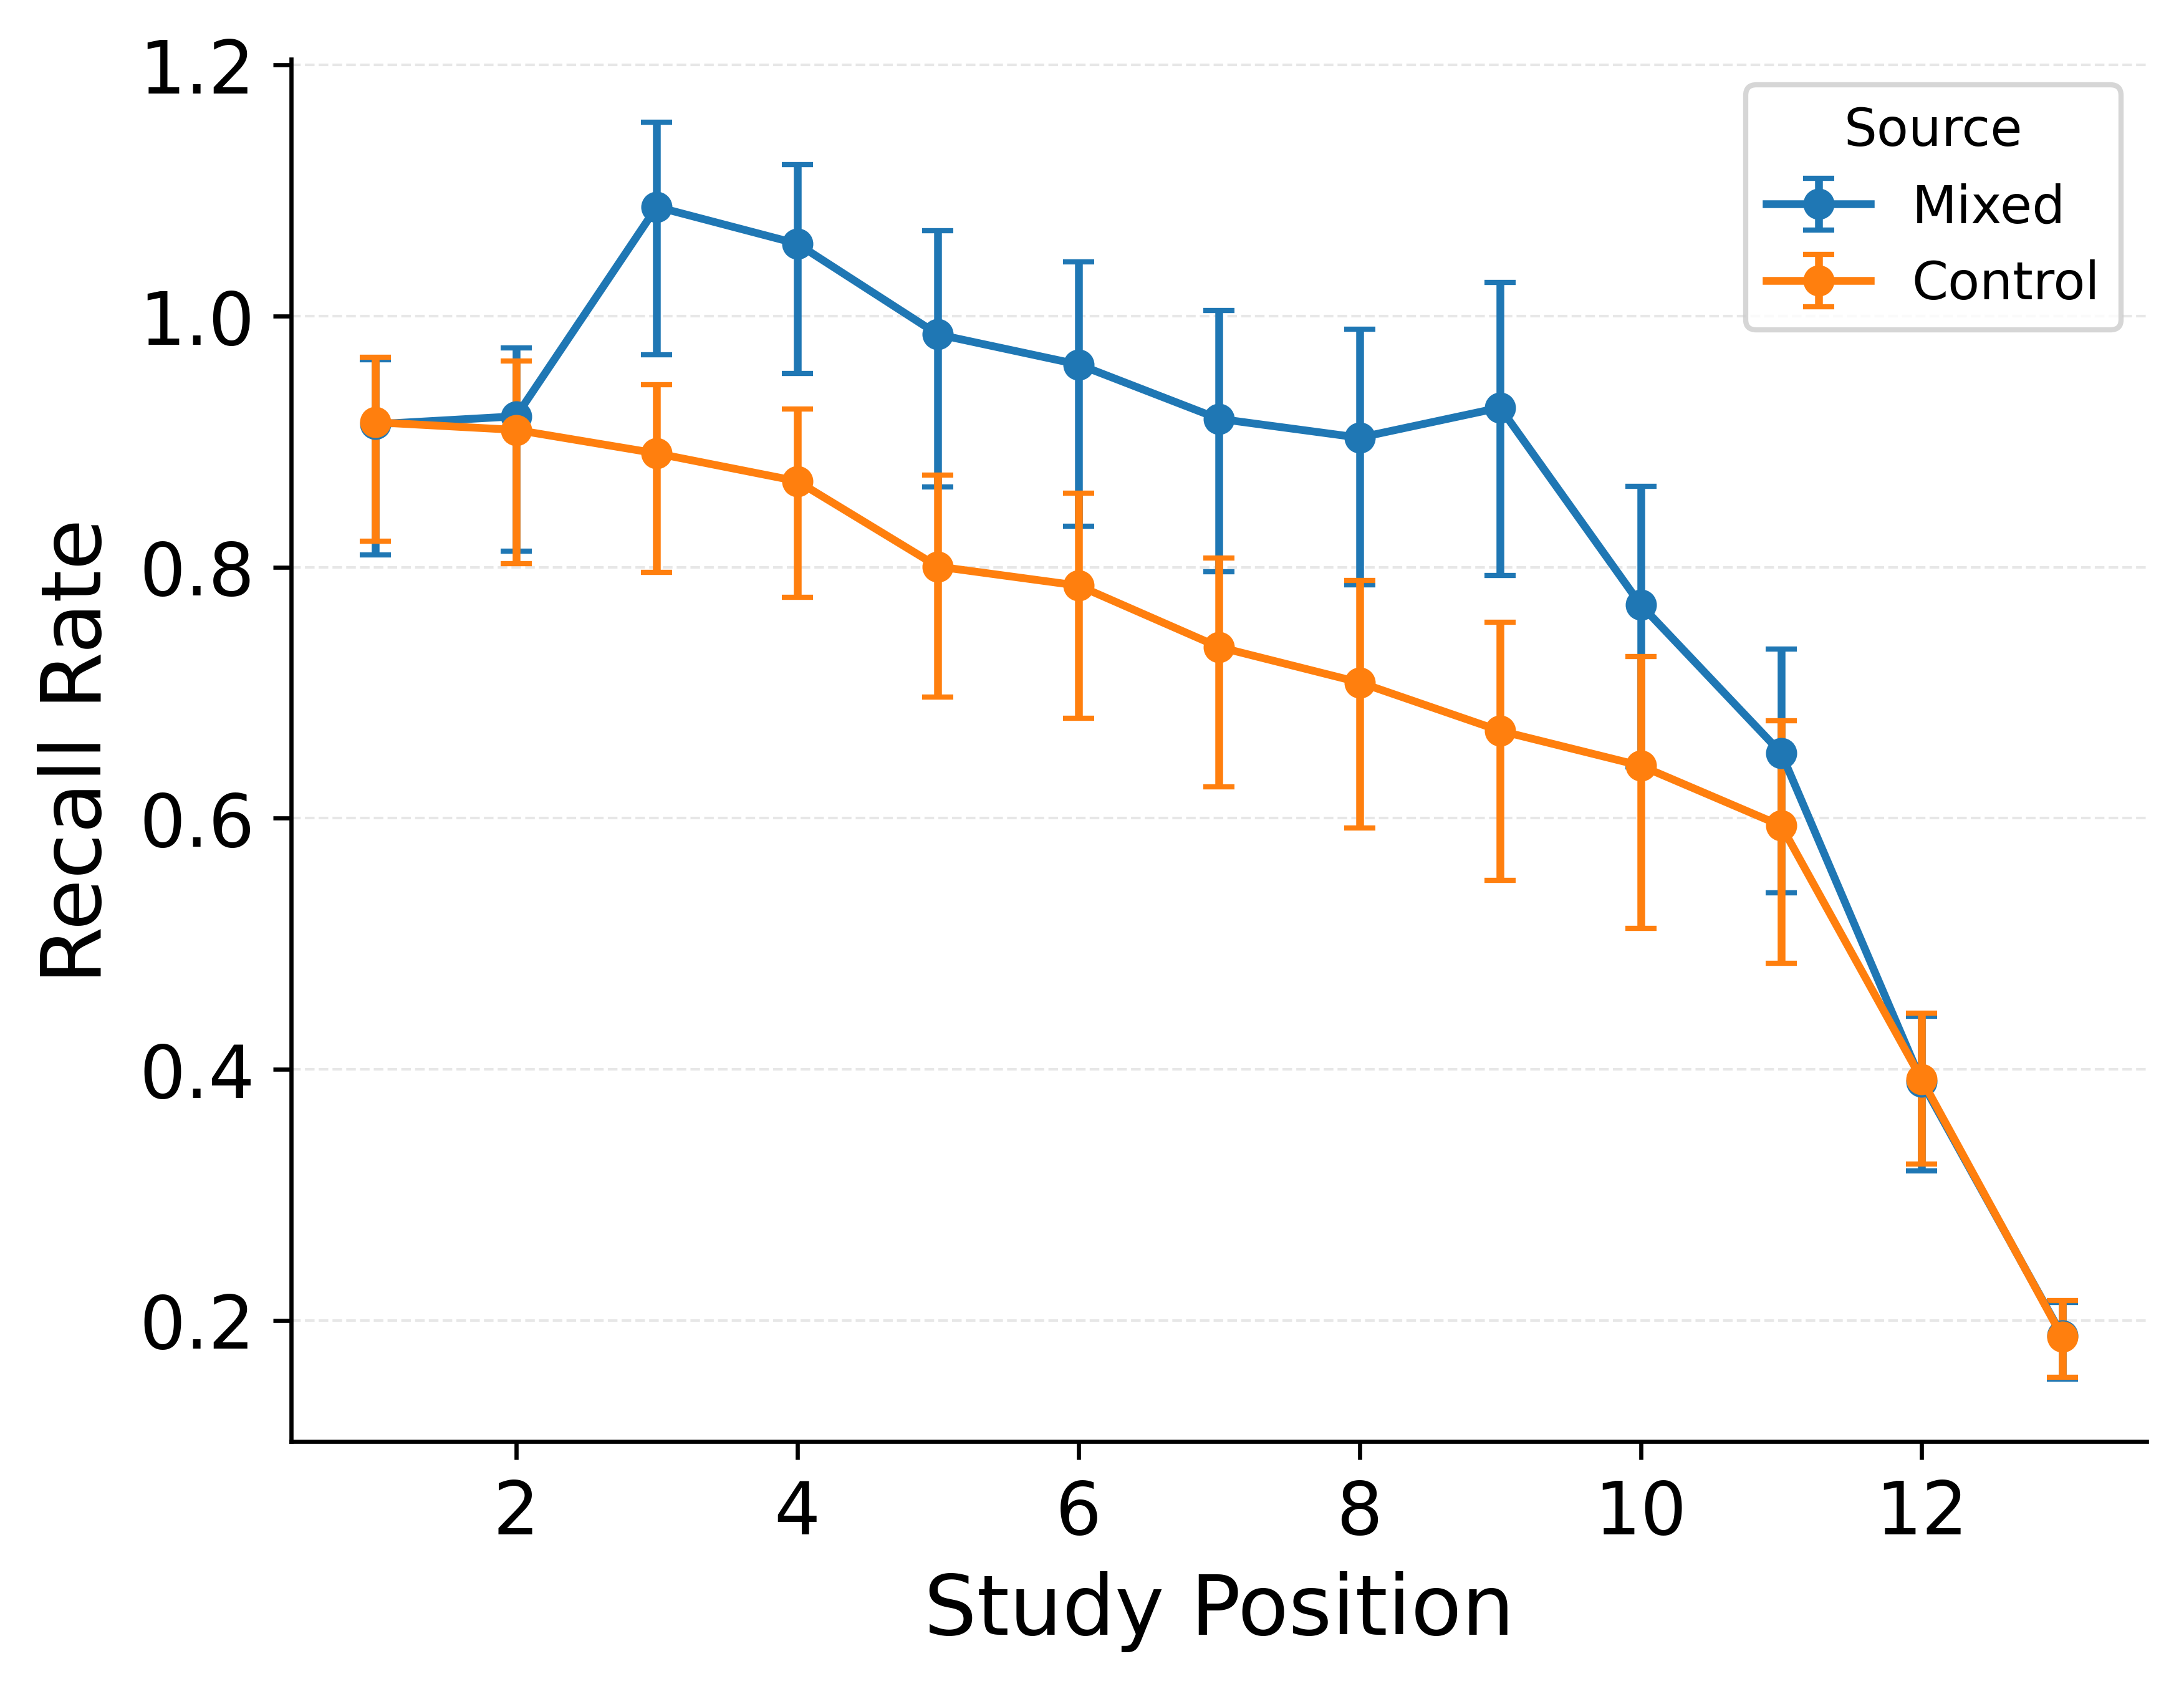 1.2
1.0
0.8
0.6
0.4
0.2
Recall Rate
Source
Mixed
Control
2 4 6 8 10 12
Study Position